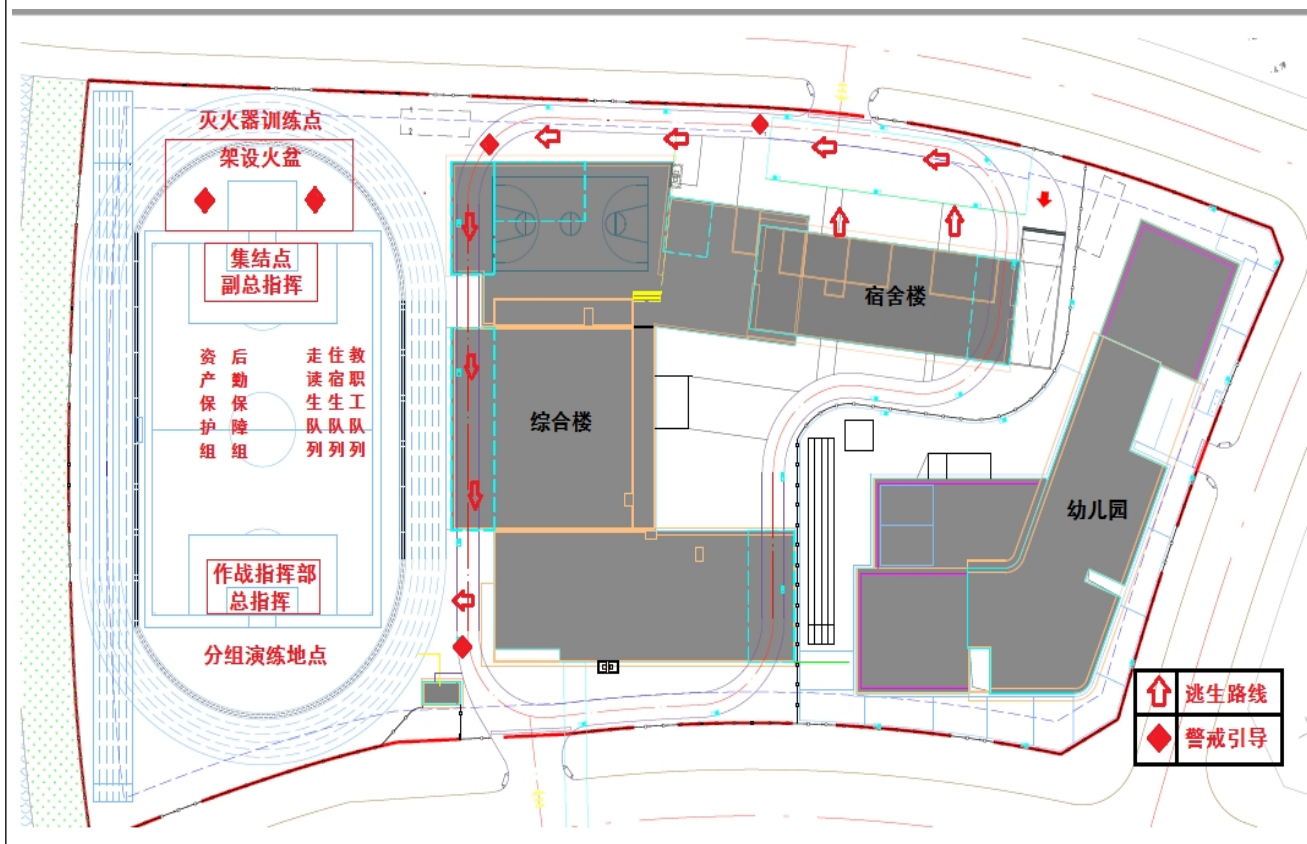 灭火器训练点
架设火盆
集结点
副总指挥
资产保护组
后勤保障组
走读生队列
住宿生队列
教职工队列
作战指挥部
总指挥
分组演练地点
宿舍楼
综合楼
幼儿园
逃生路线
警戒引导